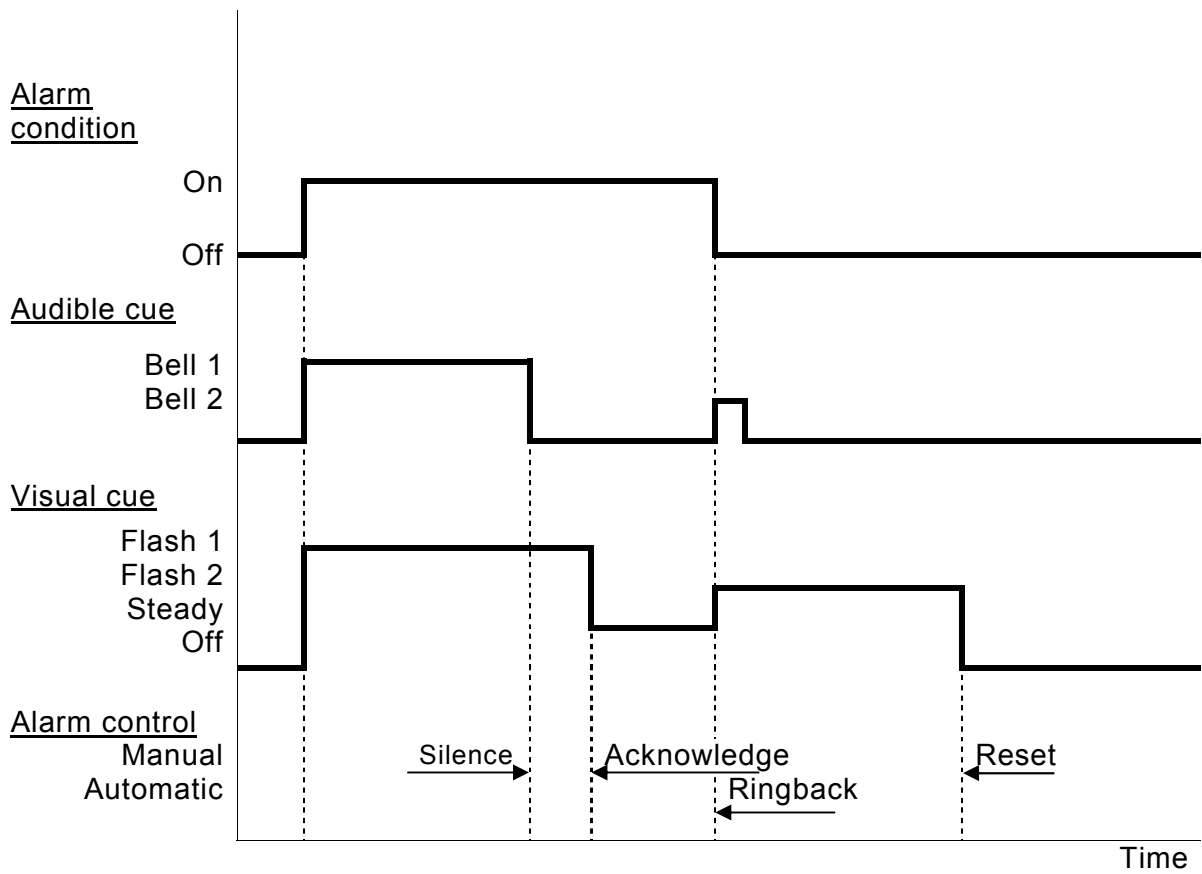 Alarm
condition
On
Off
Audible cue
Bell 1
Bell 2
Visual cue
Flash 1
Flash 2
Steady
Off
Alarm control
Manual
Automatic
Silence
Acknowledge
Reset
Ringback
Time